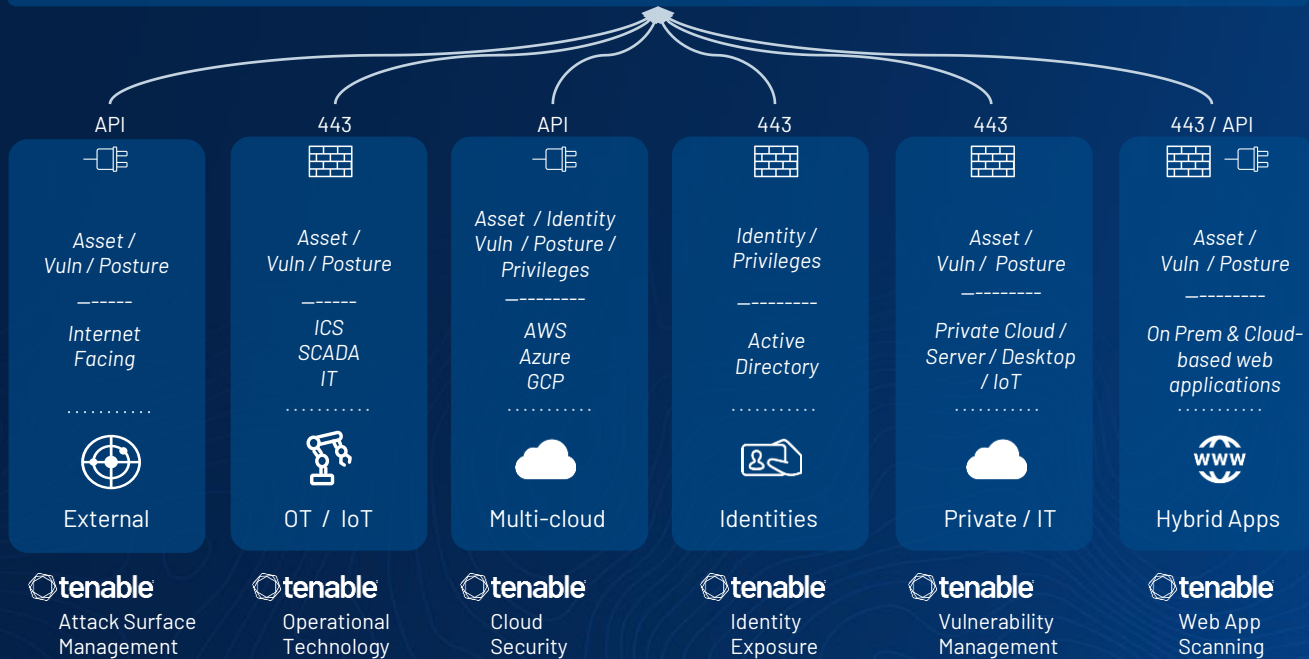 API
443
API
443
443
443 / API
Asset /
Vuln / Posture
—-----
Internet
Facing
...........
External
Asset /
Vuln / Posture
—-----
ICS
SCADA
IT
...........
OT / IoT
Asset / Identity
Vuln / Posture /
Privileges
—---------
AWS
Azure
GCP
...........
Multi-cloud
Identity /
Privileges
—---------
Active
Directory
...........
Identities
Asset /
Vuln / Posture
—---------
Private Cloud /
Server / Desktop
/ IoT
...........
Private / IT
Asset /
Vuln / Posture
—---------
On Prem & Cloud-
based web
applications
...........
WWW
Hybrid Apps
tenable
Attack Surface
Management
tenable
Operational
Technology
tenable
Cloud
Security
tenable
Identity
Exposure
tenable
Vulnerability
Management
tenable
Web App
Scanning